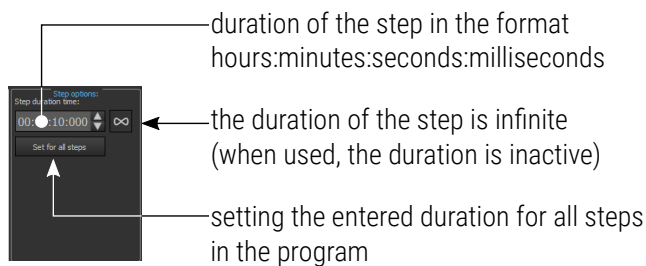 duration of the step in the format
hours:minutes:seconds:milliseconds
Step options:
Step duration time:
00: :10:000
the duration of the step is infinite
(when used, the duration is inactive)
Set for all steps
setting the entered duration for all steps
in the program